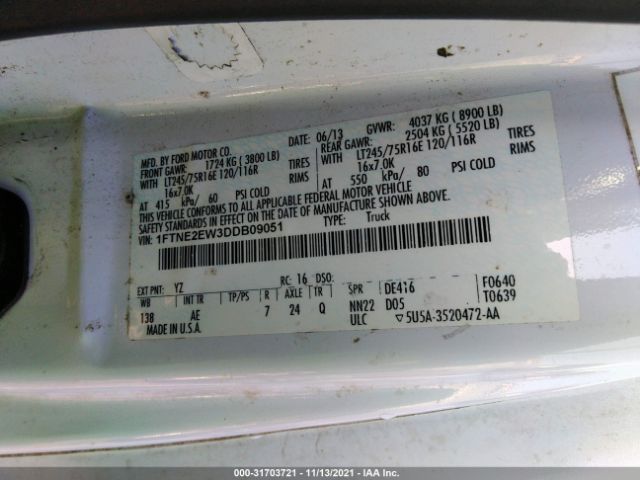 MFD. BY FORD MOTOR CO.
06/13 GVWR: 4037 KG ( 8900 LB)
FRONT GAWR: 1724 KG ( 3800 LB)
REAR GAWR: 2504 KG ( 5520 LB)
WITH LT245/75R16E 120/116R TIRES
WITH LT245/75R16E 120/116R TIRES
16x7.0K RIMS
16x7.0K RIMS
AT 415 kPa/ 60 PSI COLD
AT 550 kPa/ 80 PSI COLD
THIS VEHICLE CONFORMS TO ALL APPLICABLE FEDERAL MOTOR VEHICLE
SAFETY STANDARDS IN EFFECT ON THE DATE OF MANUFACTURE SHOWN ABOVE.
VIN: 1FTNE2EW3DDB09051
TYPE: Truck
EXT PNT: YZ RC: 16 DSO:
WB INT TR TP/PS R AXLE TR SPR DE416 F0640
138 AE 7 24 Q NN22 D05 T0639
MADE IN U.S.A. ULC ▽5U5A-3520472-AA
000-31703721 - 11/13/2021 - IAA Inc.